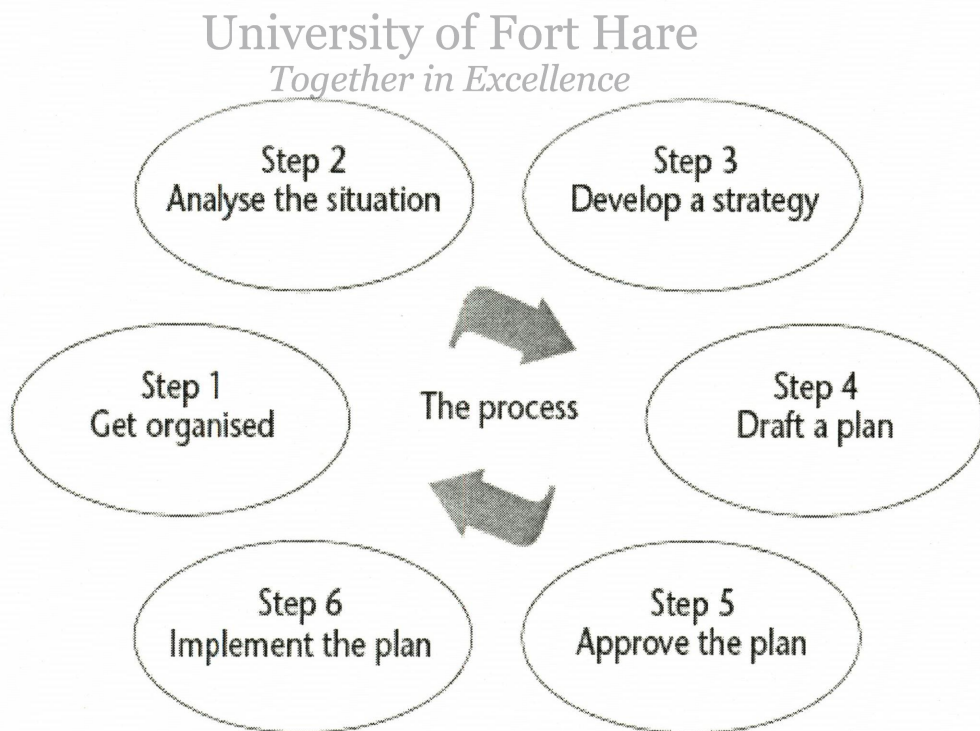 University of Fort Hare
Together in Excellence
Step 1
Get organised
Step 2
Analyse the situation
Step 3
Develop a strategy
Step 4
Draft a plan
Step 5
Approve the plan
Step 6
Implement the plan
The process